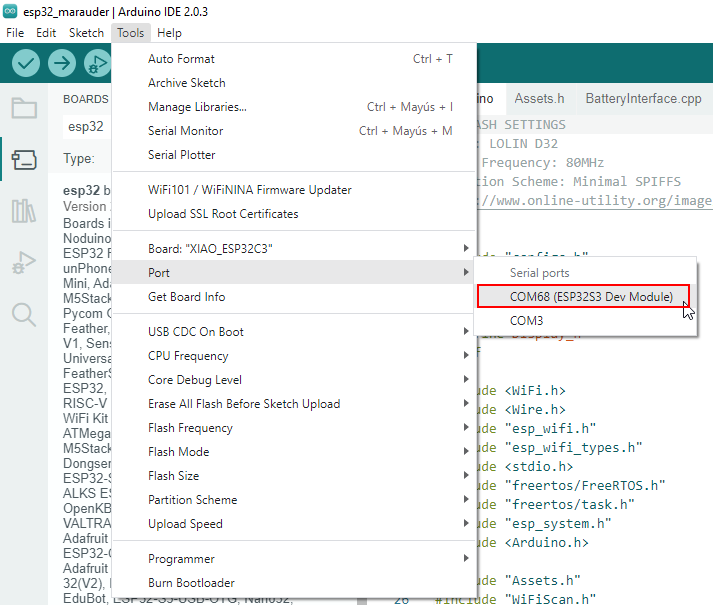 esp32_marauder | Arduino IDE 2.0.3
File Edit Sketch Tools Help
Auto Format Ctrl + T
Archive Sketch
Manage Libraries... Ctrl + Mayús + I
Serial Monitor Ctrl + Mayús + M
Serial Plotter
WiFi101 / WiFiNINA Firmware Updater
Upload SSL Root Certificates
Board: "XIAO_ESP32C3"
Port
Get Board Info
USB CDC On Boot
CPU Frequency
Core Debug Level
Erase All Flash Before Sketch Upload
Flash Frequency
Flash Mode
Flash Size
Partition Scheme
Upload Speed
Programmer
Burn Bootloader
Serial ports
COM68 (ESP32S3 Dev Module)
COM3
BOARDS
esp32
Type:
esp32 b
Version
Boards i
Noduino
ESP32 F
unPhone
Mini, Ada
M5Stack
Pycom G
Feather,
V1, Sens
Universa
FeatherS
ESP32,
RISC-V
WiFi Kit
ATMega
M5Stack
Dongsen
ESP32-S
ALKS ES
OpenKB
VALTRA
Adafruit
ESP32-C
Adafruit
32(V2), I
EduBot, ESP32-S3-USB-OTG, Nano32,
ino Assets.h BatteryInterface.cpp
ASH SETTINGS
: LOLIN D32
Frequency: 80MHz
tion Scheme: Minimal SPIFFS
://www.online-utility.org/image
ude <WiFi.h>
ude <Wire.h>
ude "esp_wifi.h"
ude "esp_wifi_types.h"
ude <stdio.h>
ude "freertos/FreeRTOS.h"
ude "freertos/task.h"
ude "esp_system.h"
ude <Arduino.h>
ude "Assets.h"
26 #include "WiFiScan.h"